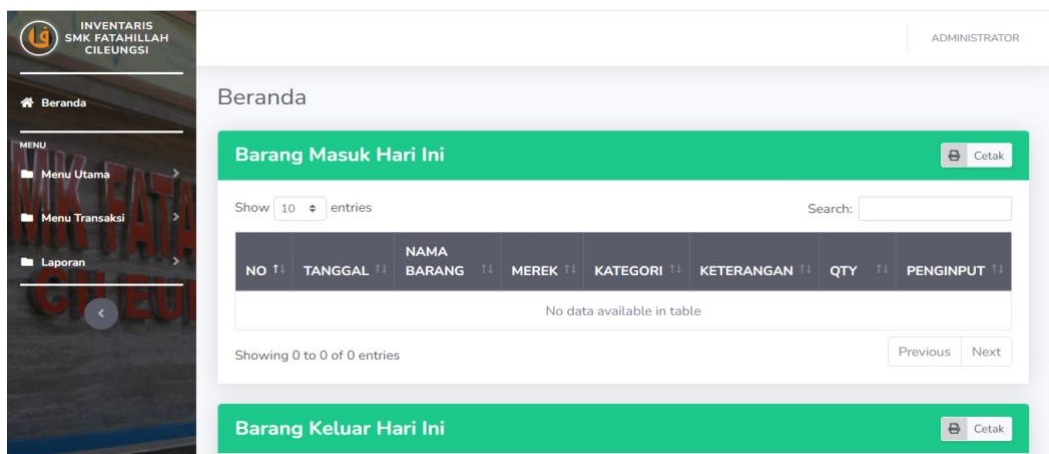 INVENTARIS
SMK FATAHILLAH
CILEUNGSI
ADMINISTRATOR
Beranda
MENU
Menu Utama
Menu Transaksi
Laporan
Beranda
Barang Masuk Hari Ini
Cetak
Show 10 entries
Search:
NO TANGGAL NAMA BARANG MEREK KATEGORI KETERANGAN QTY PENGINPUT
No data available in table
Showing 0 to 0 of 0 entries
Previous Next
Barang Keluar Hari Ini
Cetak